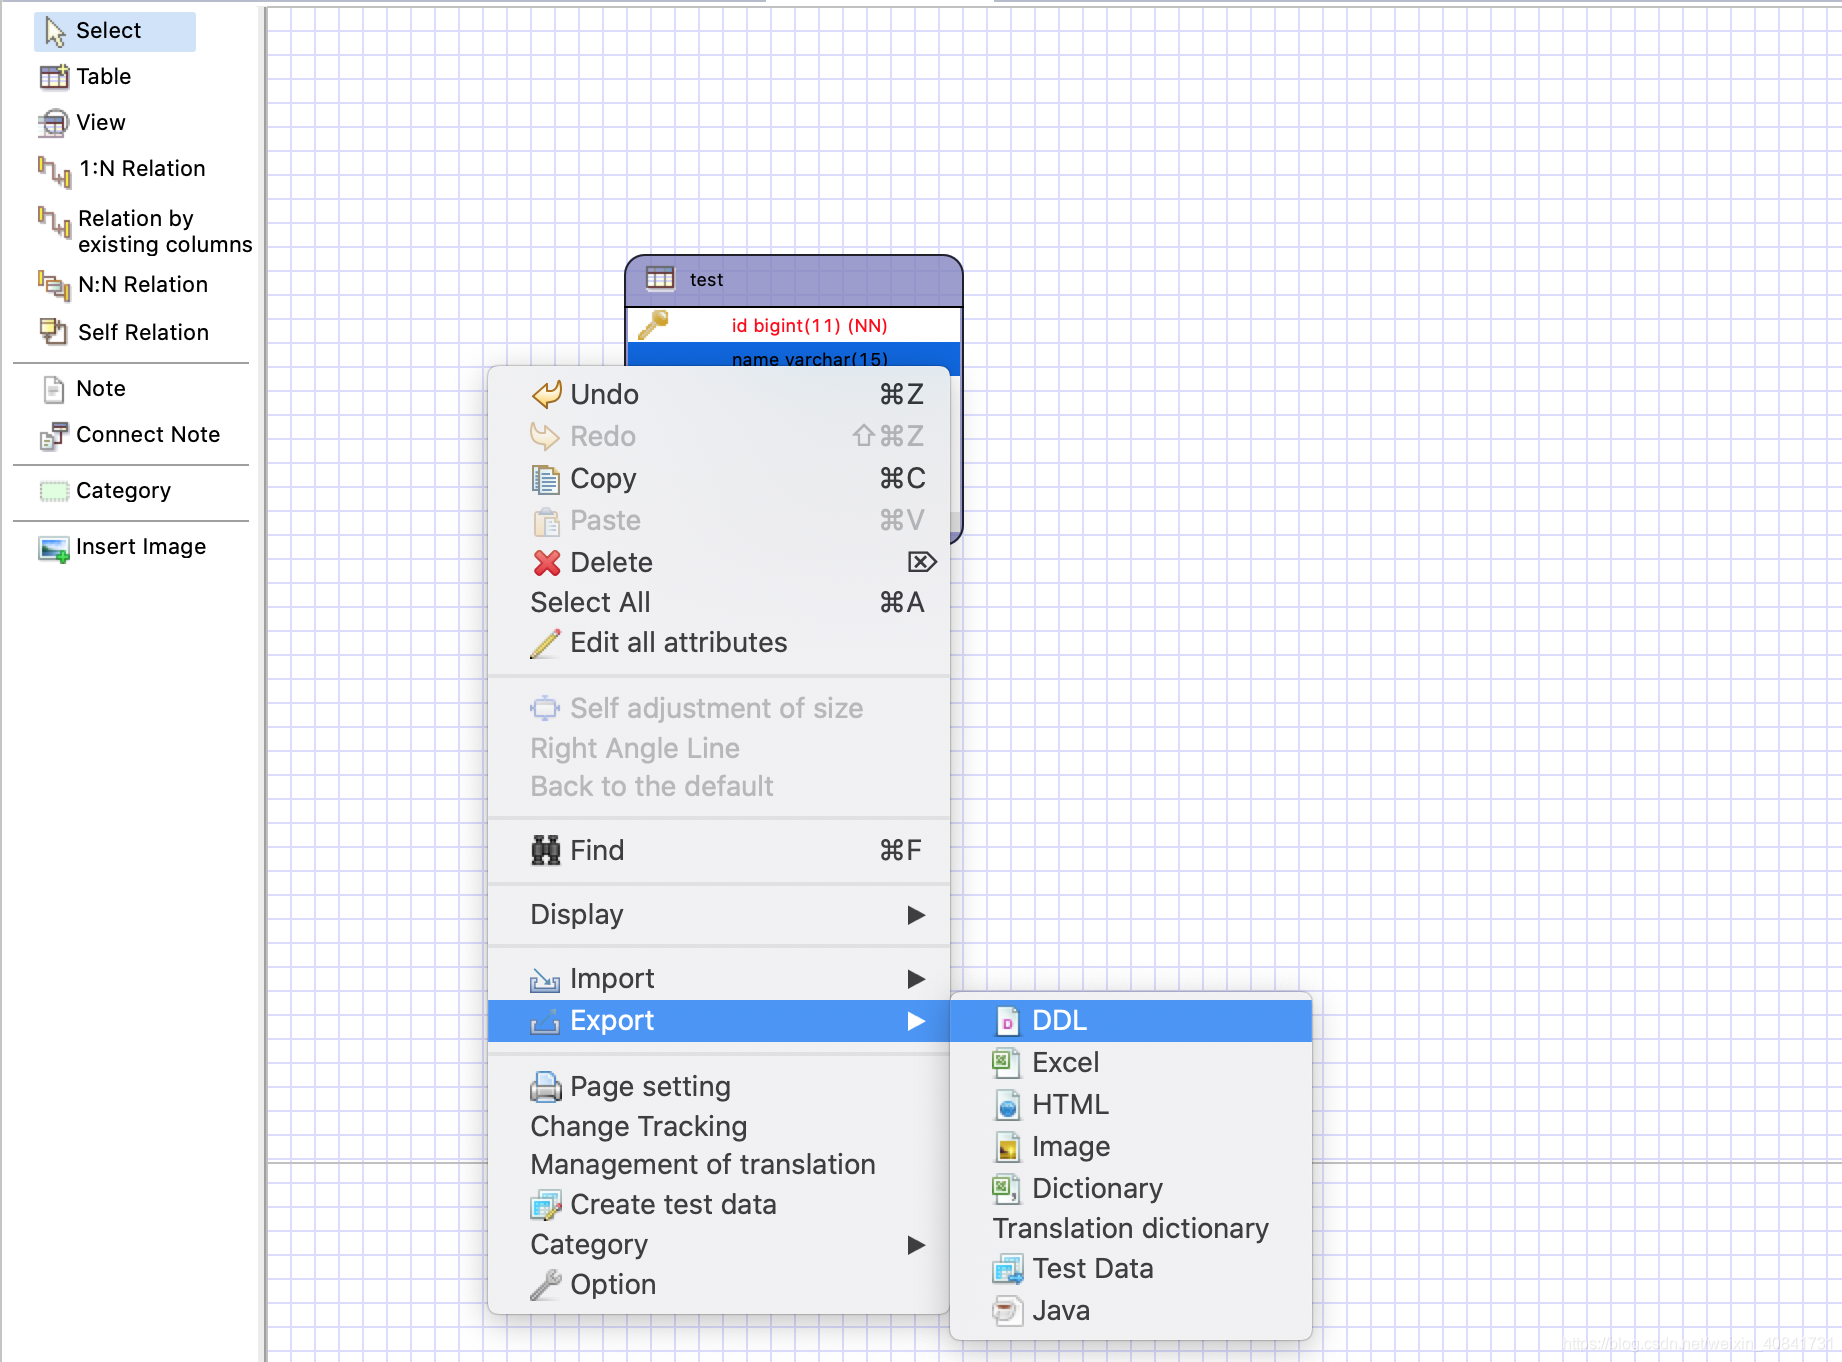 Select
Table
View
1:N Relation
Relation by
existing columns
N:N Relation
Self Relation
Note
Connect Note
Category
Insert Image
test
id bigint(11) (NN)
name varchar(15)
Undo ⌘Z
Redo ⇧⌘Z
Copy ⌘C
Paste ⌘V
Delete ⌦
Select All ⌘A
Edit all attributes
Self adjustment of size
Right Angle Line
Back to the default
Find ⌘F
Display ▶
Import ▶
Export ▶
Page setting
Change Tracking
Management of translation
Create test data
Category ▶
Option
DDL
Excel
HTML
Image
Dictionary
Translation dictionary
Test Data
Java
https://blog.csdn.net/weixin_40841731